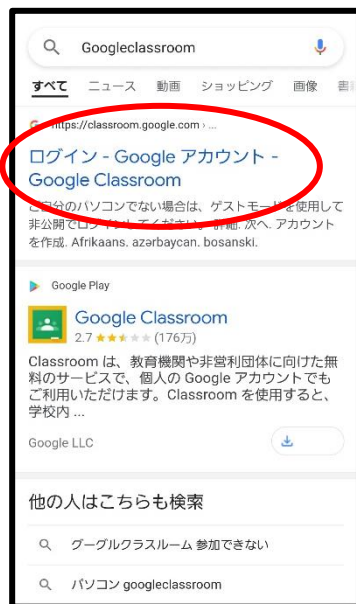 Googleclassroom
すべて ニュース 動画 ショッピング 画像 書
https://classroom.google.com › ...
ログイン - Google アカウント -
Google Classroom
ご自分のパソコンでない場合は、ゲストモードを使用して
非公開でログインしてください。 詳細. 次へ. アカウント
を作成. Afrikaans. azərbaycan. bosanski.
Google Play
Google Classroom
2.7 ★★★★★ (176万)
Classroom は、教育機関や非営利団体に向けた無
料のサービスで、個人の Google アカウントでも
ご利用いただけます。Classroom を使用すると、
学校内 ...
Google LLC
他の人はこちらも検索
グーグルクラスルーム 参加できない
パソコン googleclassroom